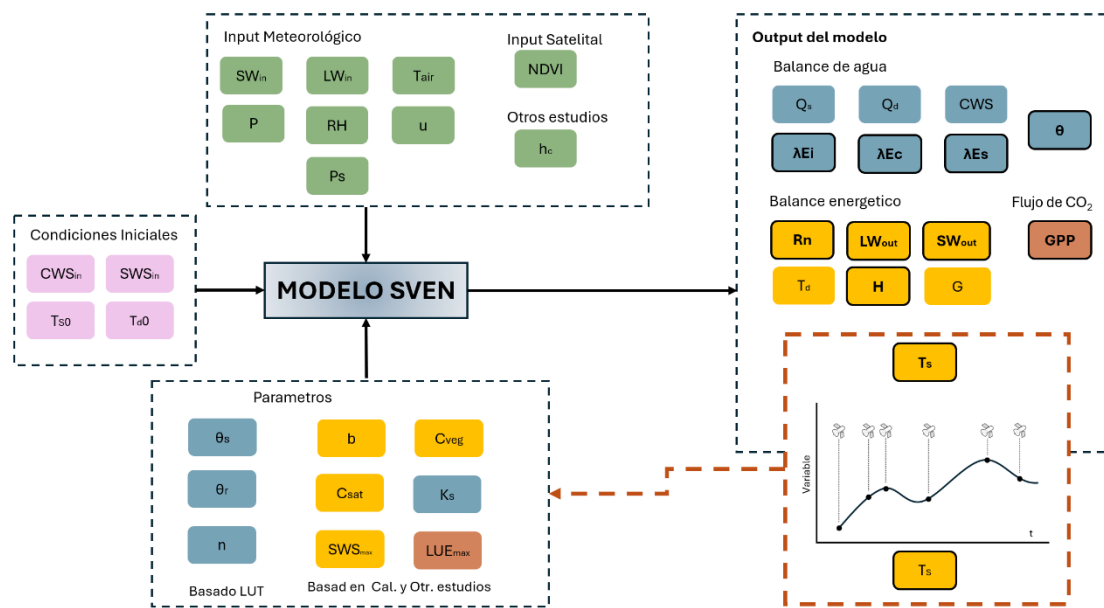 Input Meteorológico
Input Satelital
SWin
LWin
Tair
NDVI
P
RH
u
Otros estudios
hc
Ps
Condiciones Iniciales
CWSin
SWSin
TS0
Td0
MODELO SVEN
Output del modelo
Balance de agua
Qs
Qd
CWS
θ
λEi
λEc
λEs
Balance energetico
Flujo de CO2
Rn
LWout
SWout
GPP
Td
H
G
Ts
Variable
t
Ts
Parametros
θs
b
Cveg
θr
Csat
Ks
n
SWSmax
LUEmax
Basado LUT
Basad en Cal. y Otr. estudios